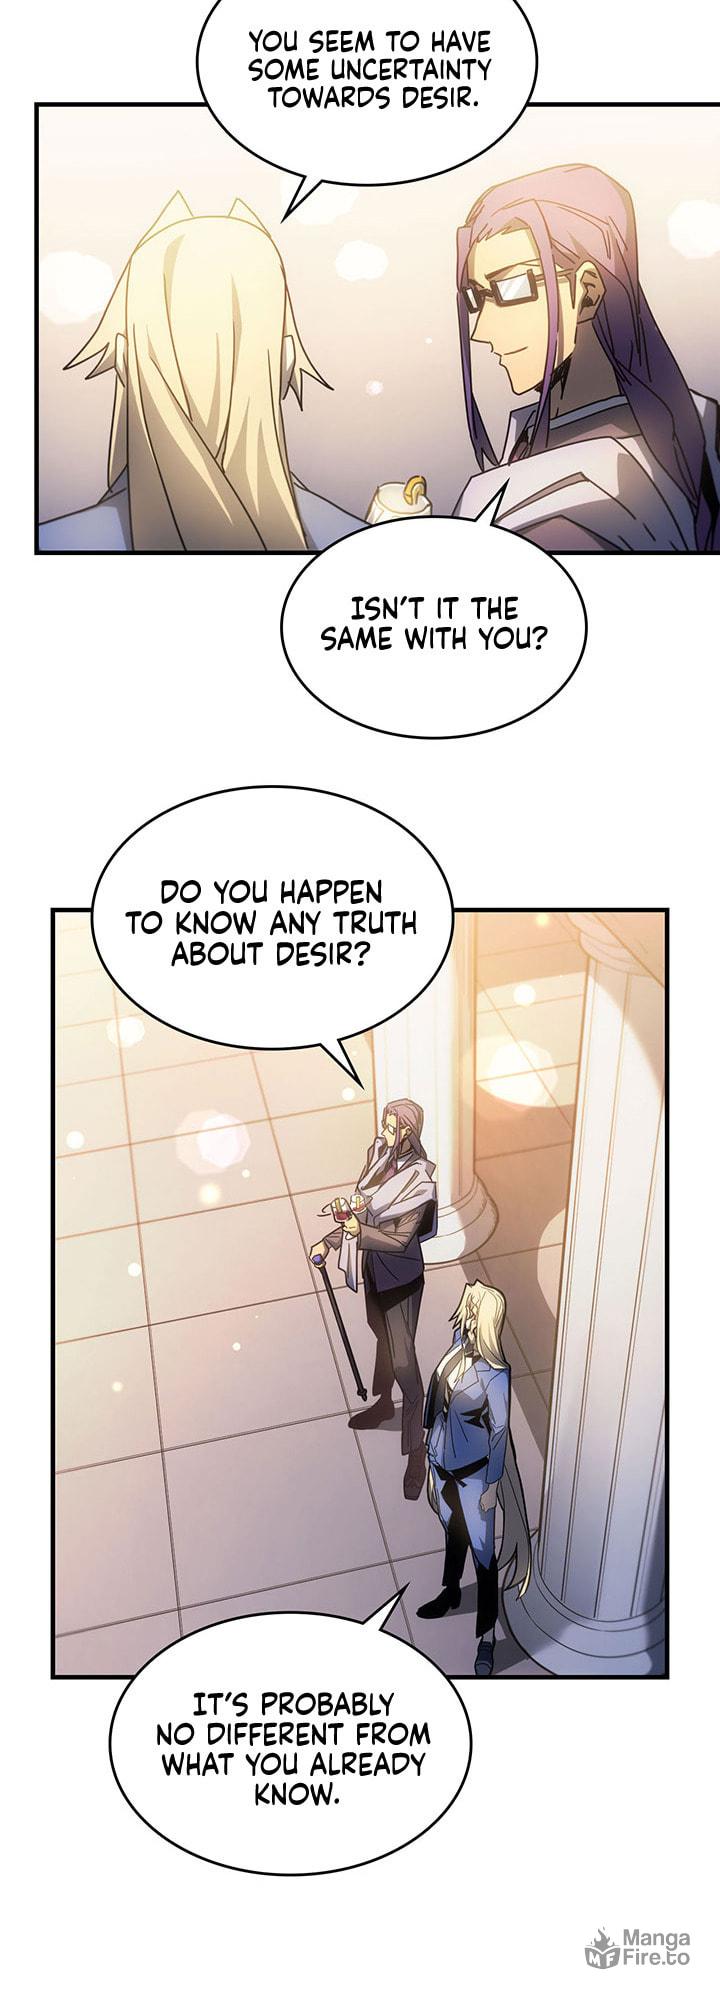 YOU SEEM TO HAVE
SOME UNCERTAINTY
TOWARDS DESIR.
ISN'T IT THE
SAME WITH YOU?
DO YOU HAPPEN
TO KNOW ANY TRUTH
ABOUT DESIR?
IT'S PROBABLY
NO DIFFERENT FROM
WHAT YOU ALREADY
KNOW.
Manga
MF Fire.to